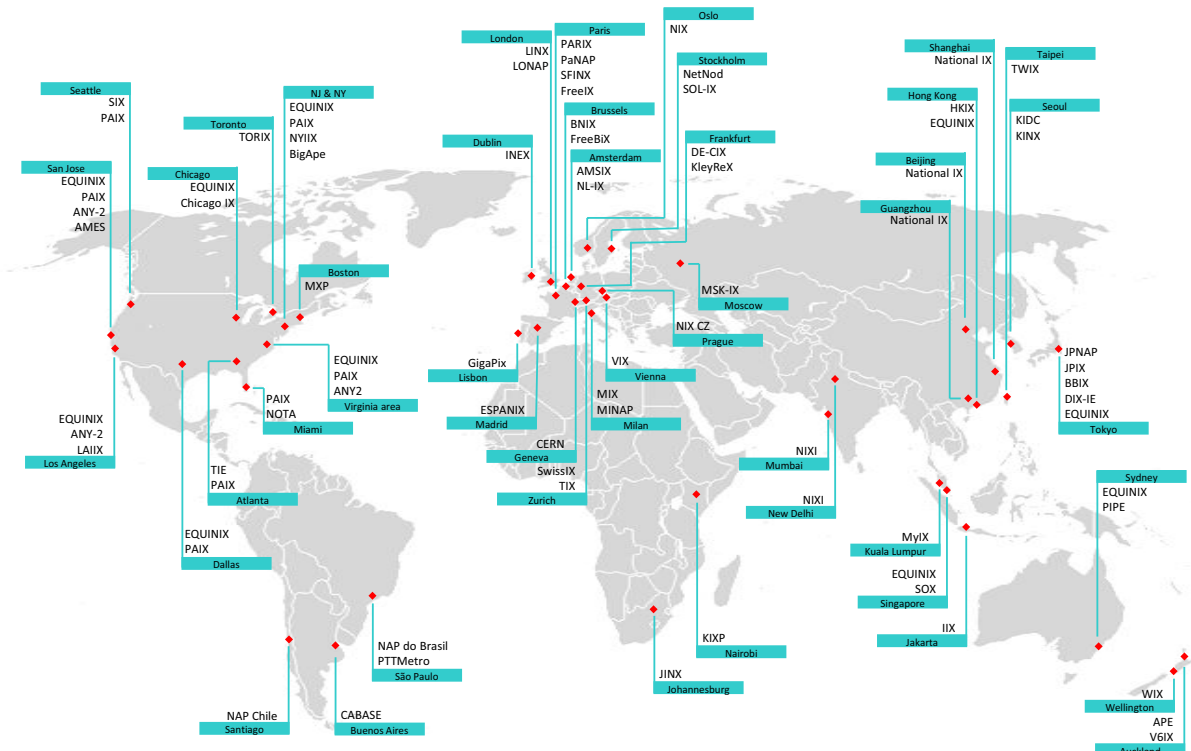 Seattle
SIX
PAIX
San Jose
EQUINIX
PAIX
ANY-2
AMES
Toronto
TORIX
Chicago
EQUINIX
Chicago IX
NJ & NY
EQUINIX
PAIX
NYIIX
BigApe
Boston
MXP
EQUINIX
PAIX
ANY2
Virginia area
PAIX
NOTA
Miami
EQUINIX
ANY-2
LAIIX
Los Angeles
TIE
PAIX
Atlanta
EQUINIX
PAIX
Dallas
NAP do Brasil
PTTMetro
São Paulo
NAP Chile
Santiago
CABASE
Buenos Aires
London
LINX
LONAP
Paris
PARIX
PaNAP
SFINX
FreeIX
Oslo
NIX
Stockholm
NetNod
SOL-IX
Brussels
BNIX
FreeBiX
Dublin
INEX
Amsterdam
AMSIX
NL-IX
Frankfurt
DE-CIX
KleyReX
MSK-IX
Moscow
NIX CZ
Prague
VIX
Vienna
GigaPix
Lisbon
ESPANIX
Madrid
MIX
MINAP
Milan
CERN
Geneva
SwissIX
TIX
Zurich
KIXP
Nairobi
JINX
Johannesburg
NIXI
Mumbai
NIXI
New Delhi
Shanghai
National IX
Taipei
TWIX
Hong Kong
HKIX
EQUINIX
Seoul
KIDC
KINX
Beijing
National IX
Guangzhou
National IX
JPNAP
JPIX
BBIX
DIX-IE
EQUINIX
Tokyo
MyIX
Kuala Lumpur
EQUINIX
SOX
Singapore
IIX
Jakarta
Sydney
EQUINIX
PIPE
WIX
Wellington
APE
V6IX
Auckland